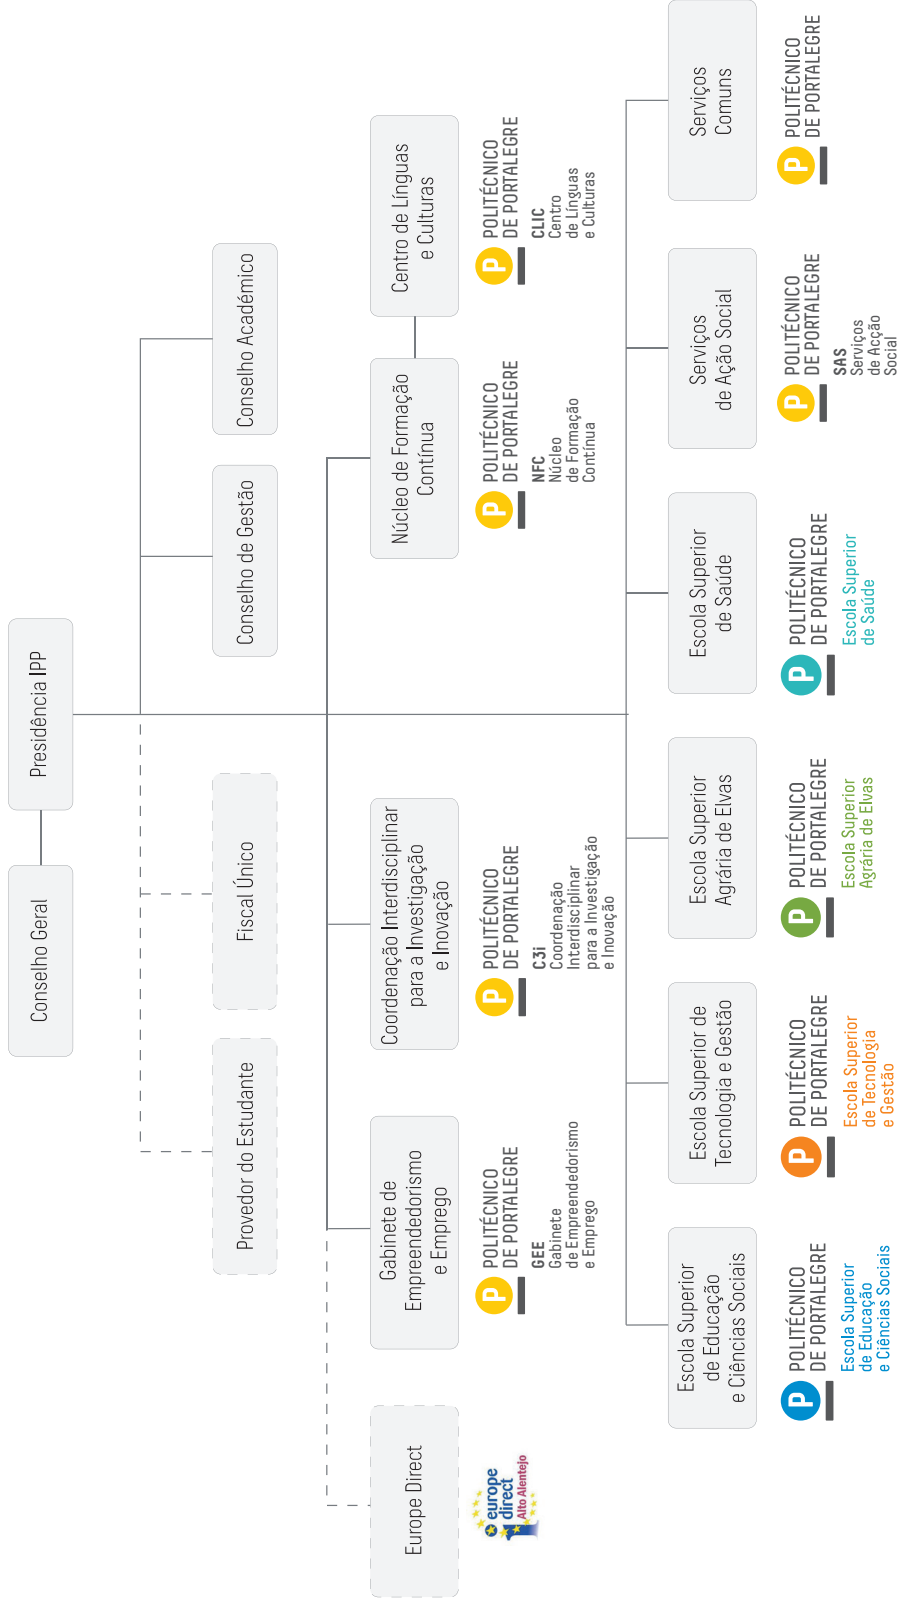 Conselho Geral
Presidência IPP
Provedor do Estudante
Fiscal Único
Conselho de Gestão
Conselho Académico
Europe Direct
europe
direct
Alto Alentejo
Gabinete de
Empreendedorismo
e Emprego
P
POLITÉCNICO
DE PORTALEGRE
GEE
Gabinete
de Empreendedorismo
e Emprego
Coordenação Interdisciplinar
para a Investigação
e Inovação
P
POLITÉCNICO
DE PORTALEGRE
C3i
Coordenação
Interdisciplinar
para a Investigação
e Inovação
Núcleo de Formação
Contínua
P
POLITÉCNICO
DE PORTALEGRE
NFC
Núcleo
de Formação
Contínua
Centro de Línguas
e Culturas
P
POLITÉCNICO
DE PORTALEGRE
CLIC
Centro
de Línguas
e Culturas
Escola Superior
de Educação
e Ciências Sociais
P
POLITÉCNICO
DE PORTALEGRE
Escola Superior
de Educação
e Ciências Sociais
Escola Superior de
Tecnologia e Gestão
P
POLITÉCNICO
DE PORTALEGRE
Escola Superior
de Tecnologia
e Gestão
Escola Superior
Agrária de Elvas
P
POLITÉCNICO
DE PORTALEGRE
Escola Superior
Agrária de Elvas
Escola Superior
de Saúde
P
POLITÉCNICO
DE PORTALEGRE
Escola Superior
de Saúde
Serviços
de Ação Social
P
POLITÉCNICO
DE PORTALEGRE
SAS
Serviços
de Acção
Social
Serviços
Comuns
P
POLITÉCNICO
DE PORTALEGRE